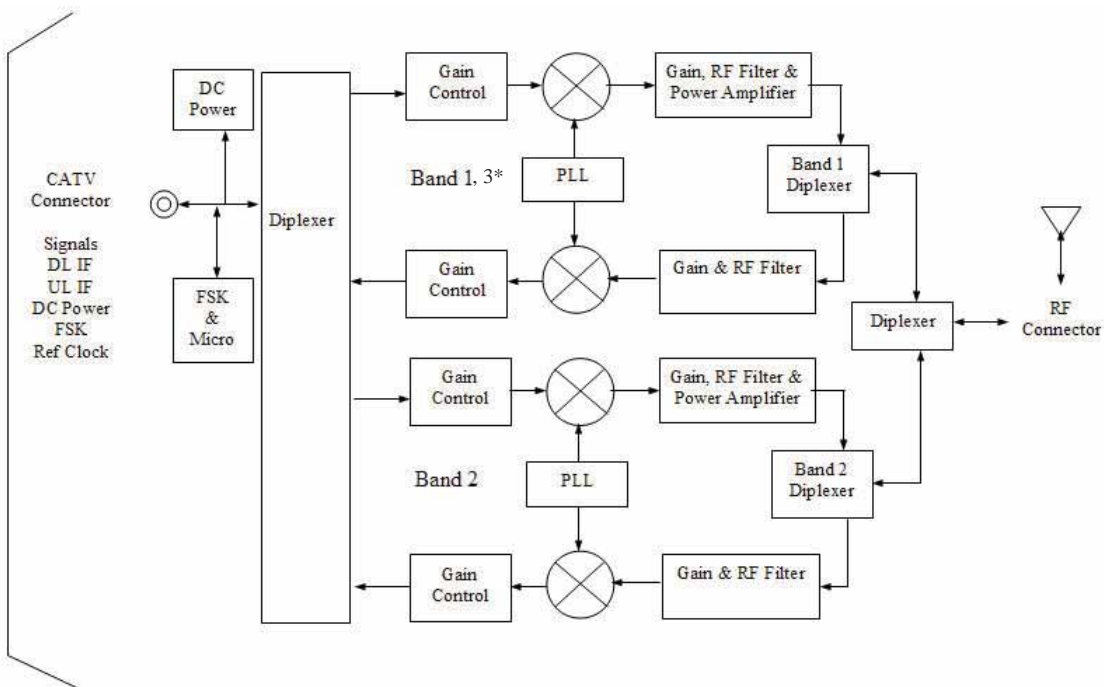 DC
Power
CATV
Connector
Signals
DL IF
UL IF
DC Power
FSK
Ref Clock
FSK
&
Micro
Diplexer
Gain
Control
Gain, RF Filter &
Power Amplifier
Band 1, 3*
PLL
Band 1
Diplexer
Gain
Control
Gain & RF Filter
Diplexer
RF
Connector
Gain
Control
Gain, RF Filter &
Power Amplifier
Band 2
PLL
Band 2
Diplexer
Gain
Control
Gain & RF Filter